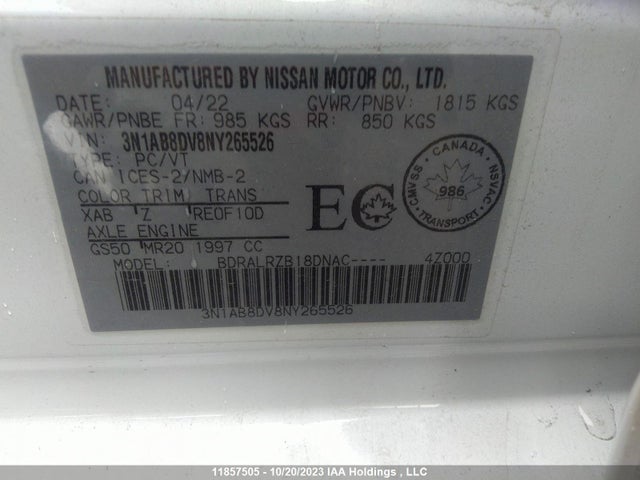 MANUFACTURED BY NISSAN MOTOR CO., LTD.
DATE: 04/22 GVWR/PNBV: 1815 KGS
GAWR/PNBE FR: 985 KGS RR: 850 KGS
VIN: 3N1AB8DV8NY265526
TYPE: PC/VT
CAN ICES-2/NMB-2
COLOR TRIM TRANS
XAB Z RE0F10D
AXLE ENGINE
GS50 MR20 1997 CC
MODEL: BDRALRZB18DNAC---- 4Z000
EC
CANADA
CMVSS NSVAC
986
TRANSPORT
3N1AB8DV8NY265526
11857505 - 10/20/2023 IAA Holdings , LLC